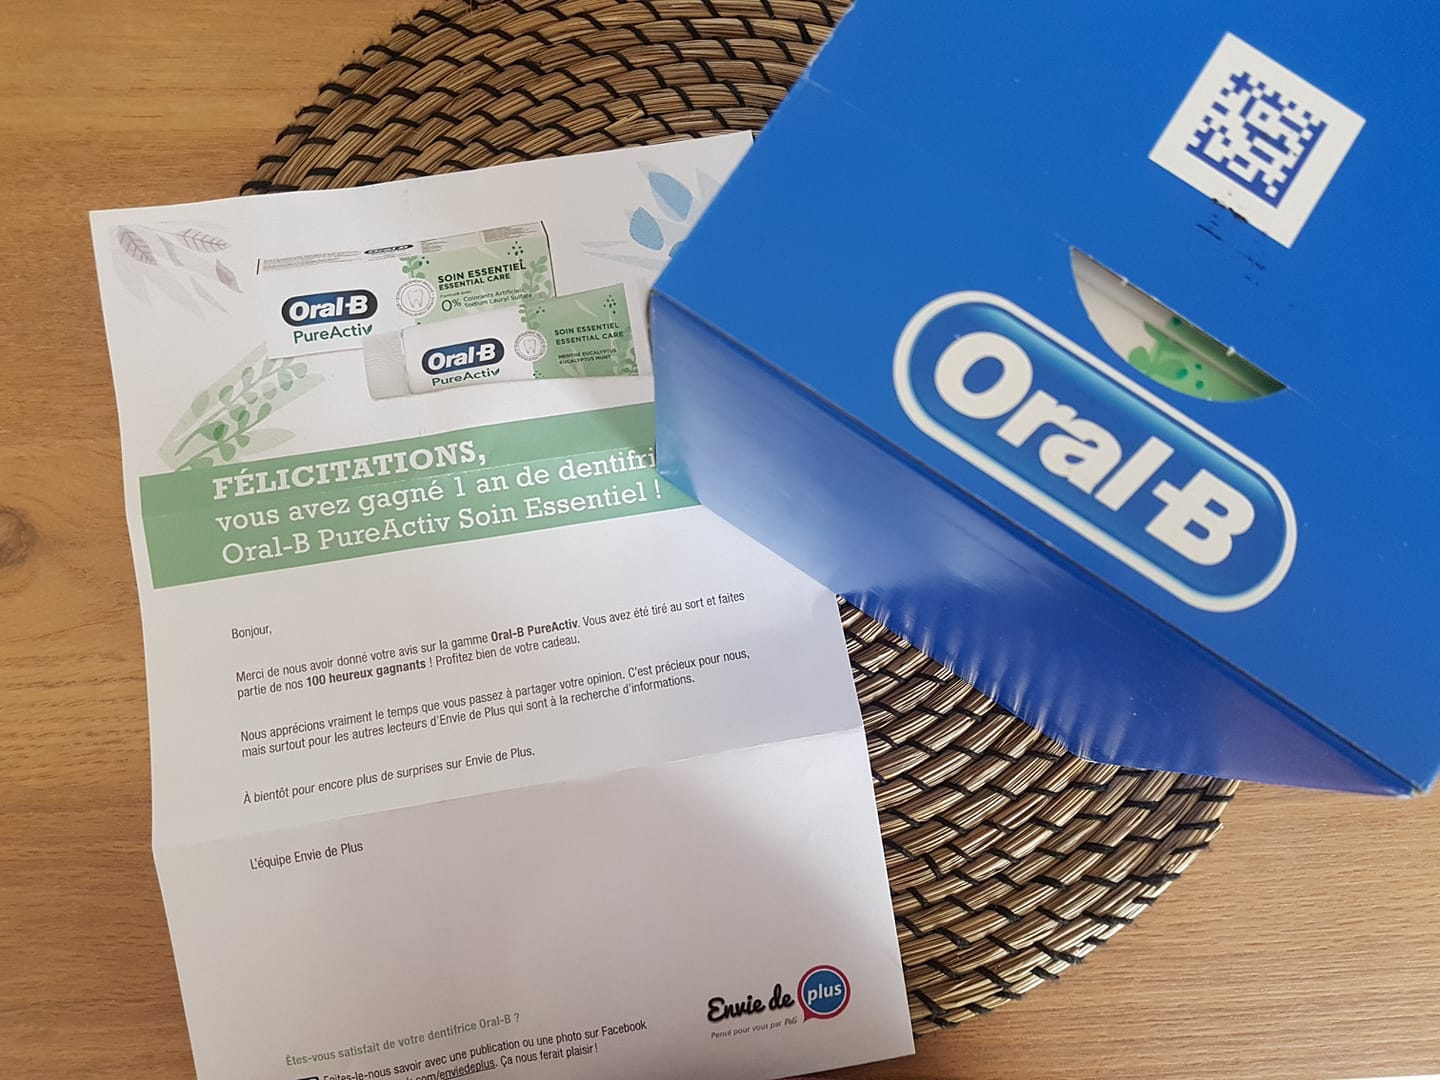 Oral-B
PureActiv
SOIN ESSENTIEL
ESSENTIAL CARE
0% Colorants Artificiels
Sodium Lauryl Sulfate
Oral-B
PureActiv
SOIN ESSENTIEL
ESSENTIAL CARE
MENTHE EUCALYPTUS
EUCALYPTUS MINT
FÉLICITATIONS,
vous avez gagné 1 an de dentifri
Oral-B PureActiv Soin Essentiel !
Bonjour,
Merci de nous avoir donné votre avis sur la gamme Oral-B PureActiv. Vous avez été tiré au sort et faites
partie de nos 100 heureux gagnants ! Profitez bien de votre cadeau.
Nous apprécions vraiment le temps que vous passez à partager votre opinion. C'est précieux pour nous,
mais surtout pour les autres lecteurs d'Envie de Plus qui sont à la recherche d'informations.
À bientôt pour encore plus de surprises sur Envie de Plus.
L'équipe Envie de Plus
Envie de plus
Pensé pour vous par P&G
Êtes-vous satisfait de votre dentifrice Oral-B ?
Faites-le-nous savoir avec une publication ou une photo sur Facebook
com/enviedeplus. Ça nous ferait plaisir !
Oral-B